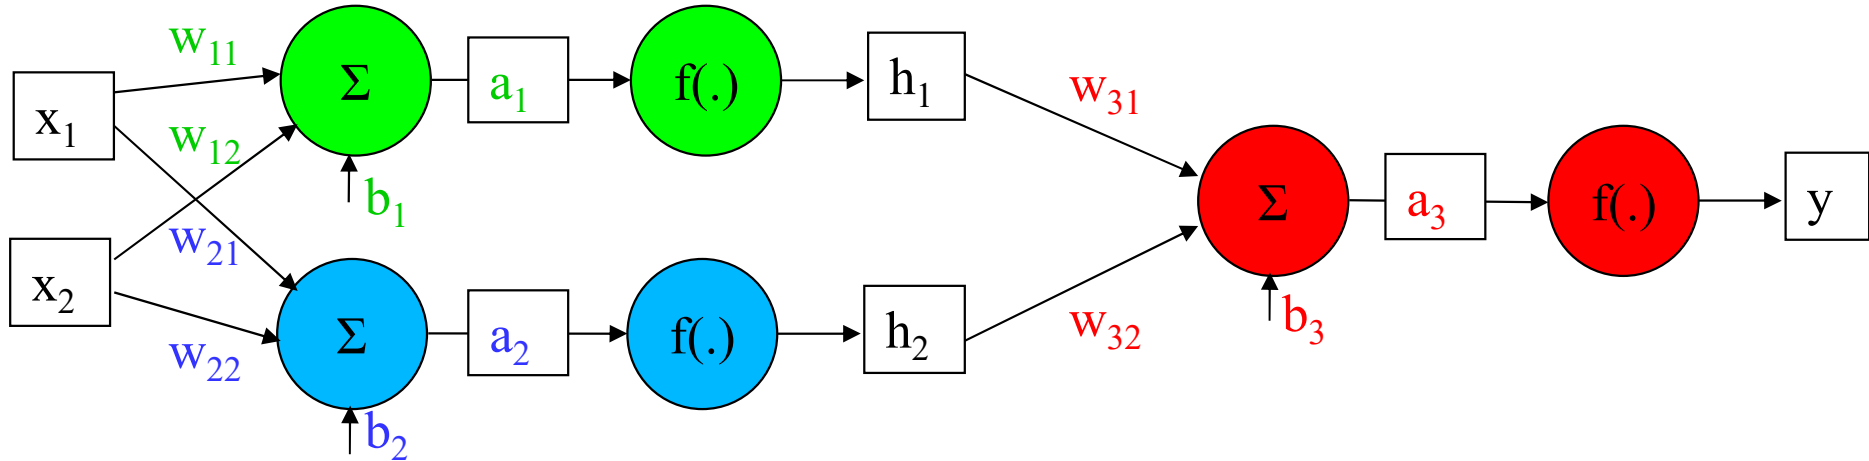 w₁₁
x₁
w₁₂
Σ
a₁
f(.)
h₁
b₁
x₂
w₂₁
w₂₂
Σ
a₂
f(.)
h₂
b₂
w₃₁
w₃₂
Σ
a₃
f(.)
y
b₃